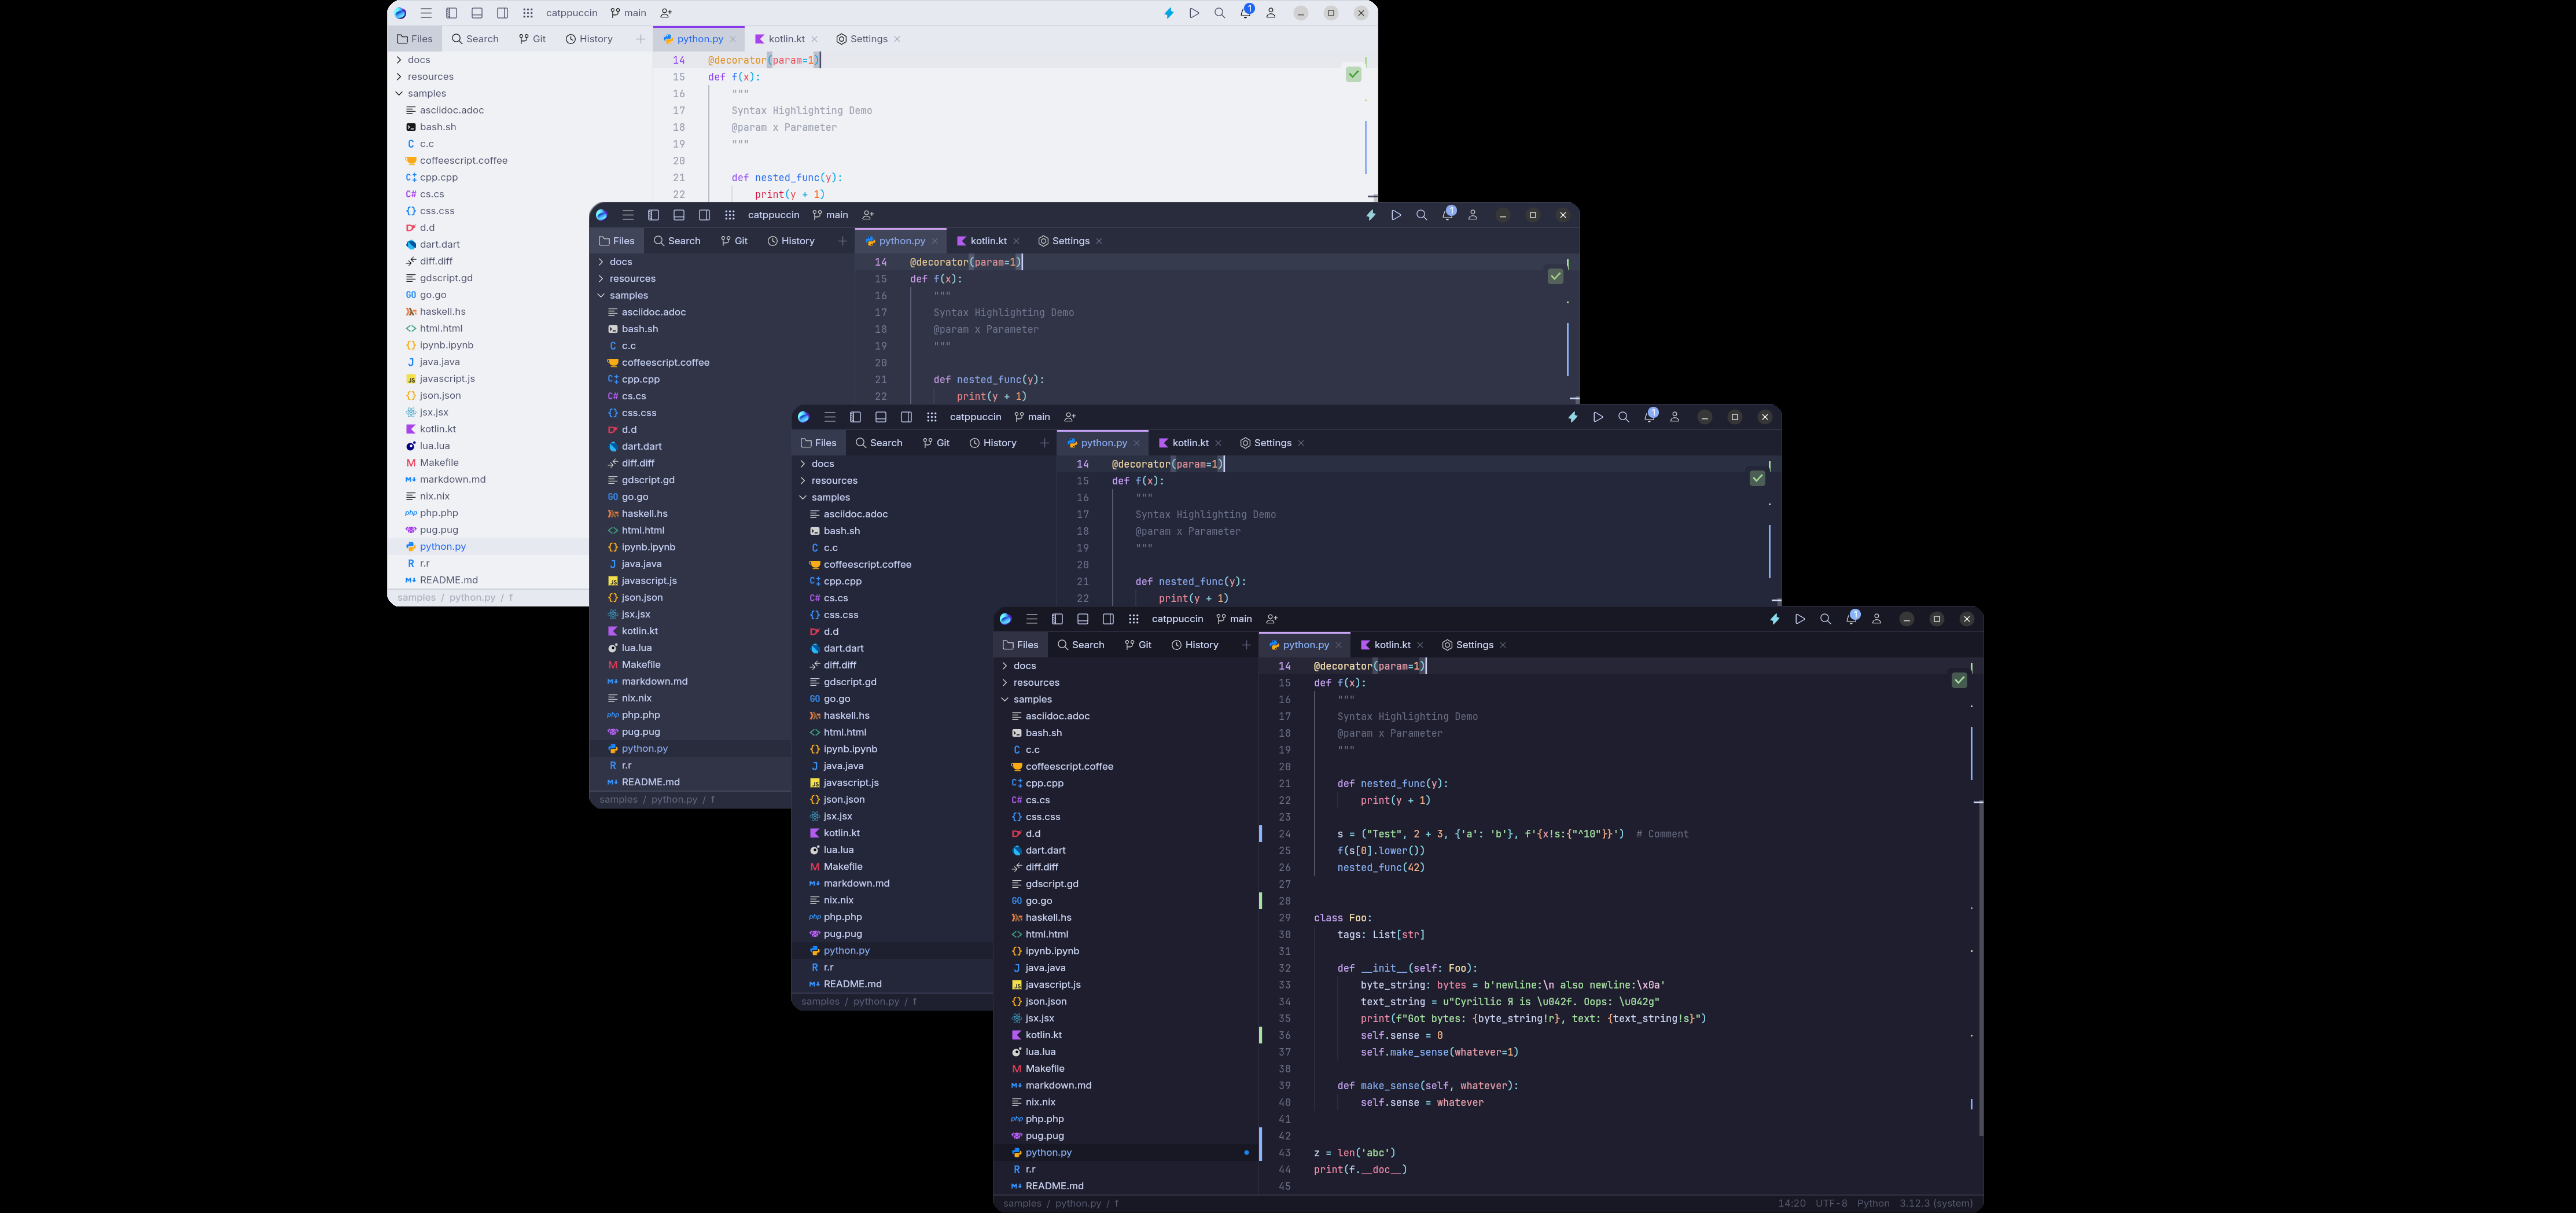 catppuccin main 1
Files Search Git History python.py kotlin.kt Settings
docs
resources
samples
asciidoc.adoc
bash.sh
C c.c
coffeescript.coffee
cpp.cpp
C# cs.cs
{} css.css
d.d
dart.dart
diff.diff
gdscript.gd
GO go.go
haskell.hs
<> html.html
{} ipynb.ipynb
J java.java
JS javascript.js
{} json.json
jsx.jsx
kotlin.kt
lua.lua
M Makefile
M↓ markdown.md
nix.nix
php php.php
pug.pug
python.py
R r.r
M↓ README.md
samples / python.py / f
14 @decorator(param=1)
15 def f(x):
16 """
17 Syntax Highlighting Demo
18 @param x Parameter
19 """
20
21 def nested_func(y):
22 print(y + 1)
catppuccin main 1
Files Search Git History python.py kotlin.kt Settings
docs
resources
samples
asciidoc.adoc
bash.sh
C c.c
coffeescript.coffee
cpp.cpp
C# cs.cs
{} css.css
d.d
dart.dart
diff.diff
gdscript.gd
GO go.go
haskell.hs
<> html.html
{} ipynb.ipynb
J java.java
JS javascript.js
{} json.json
jsx.jsx
kotlin.kt
lua.lua
M Makefile
M↓ markdown.md
nix.nix
php php.php
pug.pug
python.py
R r.r
M↓ README.md
samples / python.py / f
14 @decorator(param=1)
15 def f(x):
16 """
17 Syntax Highlighting Demo
18 @param x Parameter
19 """
20
21 def nested_func(y):
22 print(y + 1)
catppuccin main 1
Files Search Git History python.py kotlin.kt Settings
docs
resources
samples
asciidoc.adoc
bash.sh
C c.c
coffeescript.coffee
cpp.cpp
C# cs.cs
{} css.css
d.d
dart.dart
diff.diff
gdscript.gd
GO go.go
haskell.hs
<> html.html
{} ipynb.ipynb
J java.java
JS javascript.js
{} json.json
jsx.jsx
kotlin.kt
lua.lua
M Makefile
M↓ markdown.md
nix.nix
php php.php
pug.pug
python.py
R r.r
M↓ README.md
samples / python.py / f
14 @decorator(param=1)
15 def f(x):
16 """
17 Syntax Highlighting Demo
18 @param x Parameter
19 """
20
21 def nested_func(y):
22 print(y + 1)
catppuccin main 1
Files Search Git History python.py kotlin.kt Settings
docs
resources
samples
asciidoc.adoc
bash.sh
C c.c
coffeescript.coffee
cpp.cpp
C# cs.cs
{} css.css
d.d
dart.dart
diff.diff
gdscript.gd
GO go.go
haskell.hs
<> html.html
{} ipynb.ipynb
J java.java
JS javascript.js
{} json.json
jsx.jsx
kotlin.kt
lua.lua
M Makefile
M↓ markdown.md
nix.nix
php php.php
pug.pug
python.py
R r.r
M↓ README.md
14 @decorator(param=1)
15 def f(x):
16 """
17 Syntax Highlighting Demo
18 @param x Parameter
19 """
20
21 def nested_func(y):
22 print(y + 1)
23
24 s = ("Test", 2 + 3, {'a': 'b'}, f'{x!s:{"^10"}}') # Comment
25 f(s[0].lower())
26 nested_func(42)
27
28
29 class Foo:
30 tags: List[str]
31
32 def __init__(self: Foo):
33 byte_string: bytes = b'newline:\n also newline:\x0a'
34 text_string = u"Cyrillic Я is \u042f. Oops: \u042g"
35 print(f"Got bytes: {byte_string!r}, text: {text_string!s}")
36 self.sense = 0
37 self.make_sense(whatever=1)
38
39 def make_sense(self, whatever):
40 self.sense = whatever
41
42
43 z = len('abc')
44 print(f.__doc__)
45
samples / python.py / f 14:20 UTF-8 Python 3.12.3 (system)